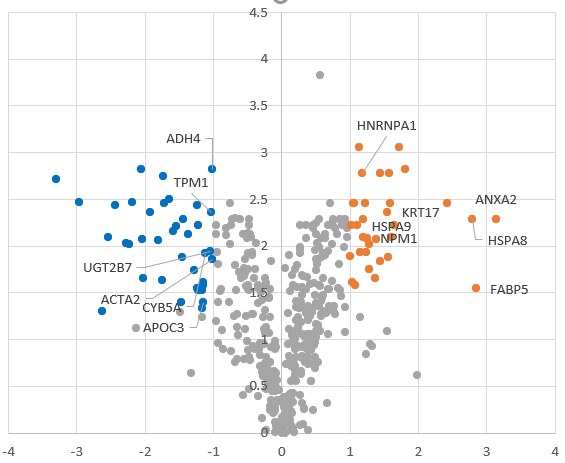 4.5
4
3.5
3
2.5
2
1.5
1
0.5
0
HNRNPA1
ADH4
TPM1
ANXA2
KRT17
HSPA9
NPM1
HSPA8
UGT2B7
FABP5
ACTA2
CYB5A
APOC3
-4 -3 -2 -1 0 1 2 3 4